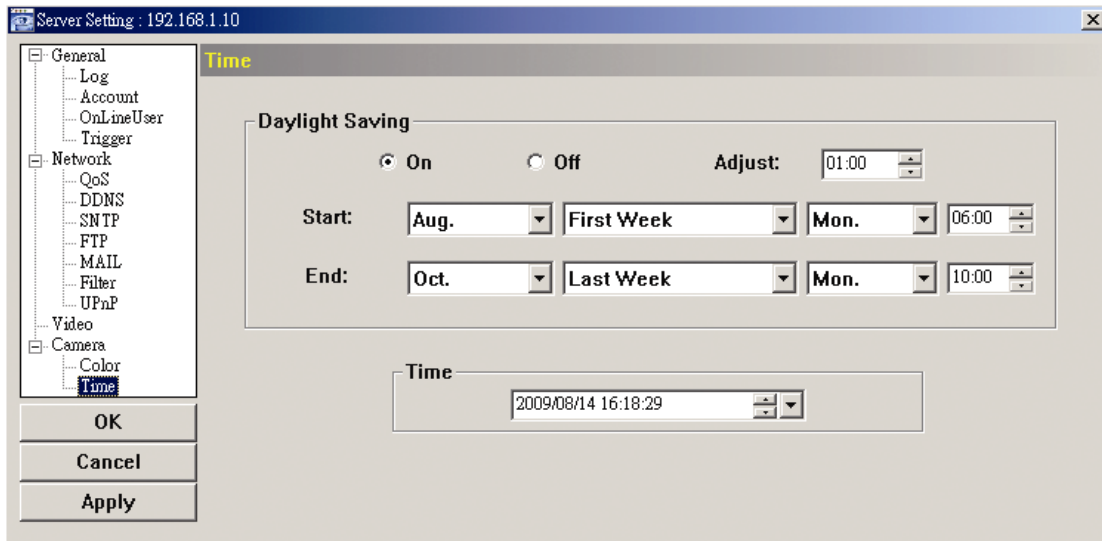 Server Setting : 192.168.1.10
General
Log
Account
OnLineUser
Trigger
Network
QoS
DDNS
SNTP
FTP
MAIL
Filter
UPnP
Video
Camera
Color
Time
OK
Cancel
Apply
Time
Daylight Saving
On Off Adjust: 01:00
Start: Aug. First Week Mon. 06:00
End: Oct. Last Week Mon. 10:00
Time
2009/08/14 16:18:29